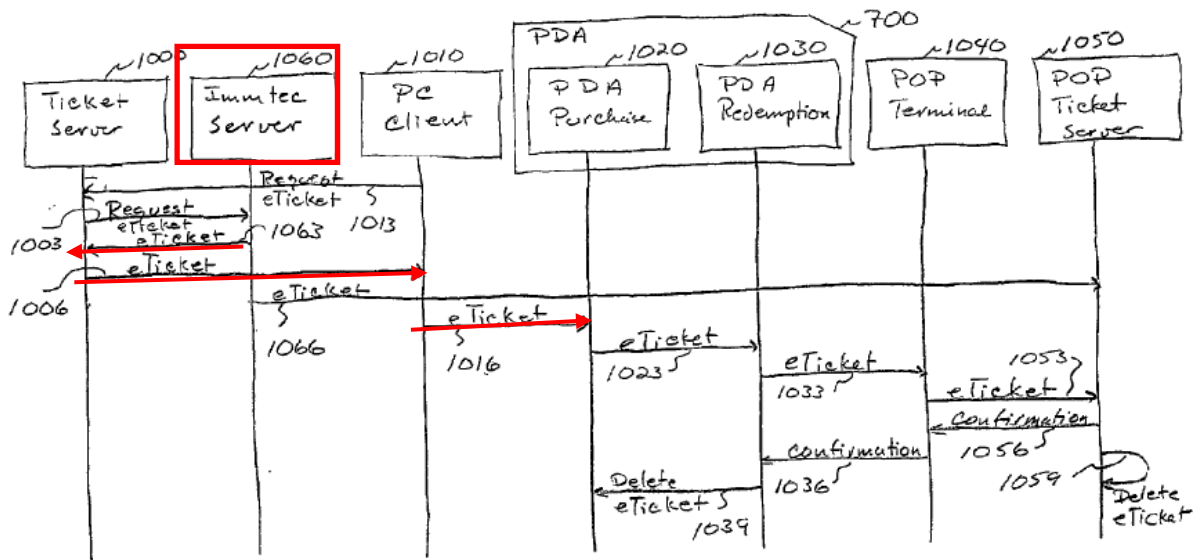 700
PDA
1000
1060
1010
1020
1030
1040
1050
Ticket
Server
Immtec
Server
PC
Client
PDA
Purchase
PDA
Redemption
POP
Terminal
POP
Ticket
Server
Request
eTicket
1013
Request
eTicket
1003
eTicket
1063
eTicket
1006
eTicket
1066
eTicket
1016
eTicket
1023
eTicket
1033
1053
eTicket
confirmation
1056
confirmation
1036
1059
Delete
eTicket
Delete
eTicket
1039